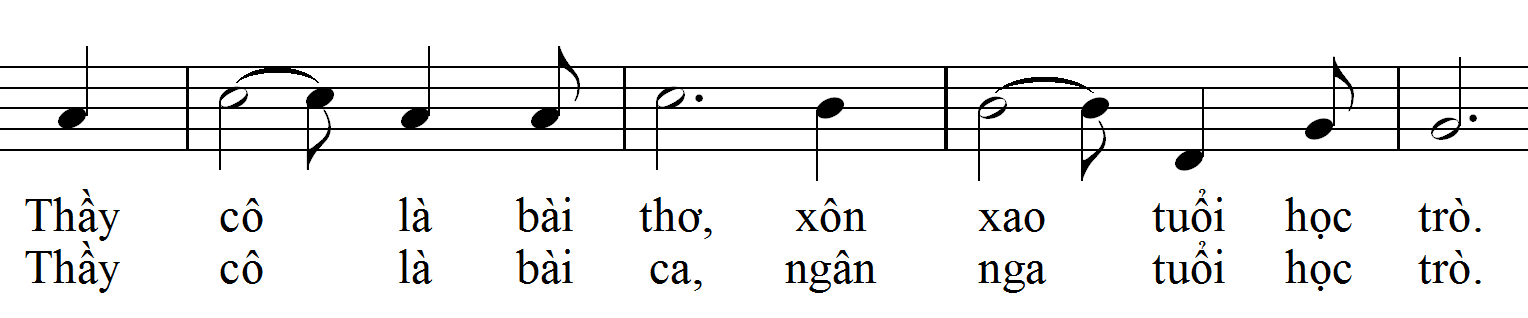 Thầy cô là bài thơ, xôn xao tuổi học trò.
Thầy cô là bài ca, ngân nga tuổi học trò.